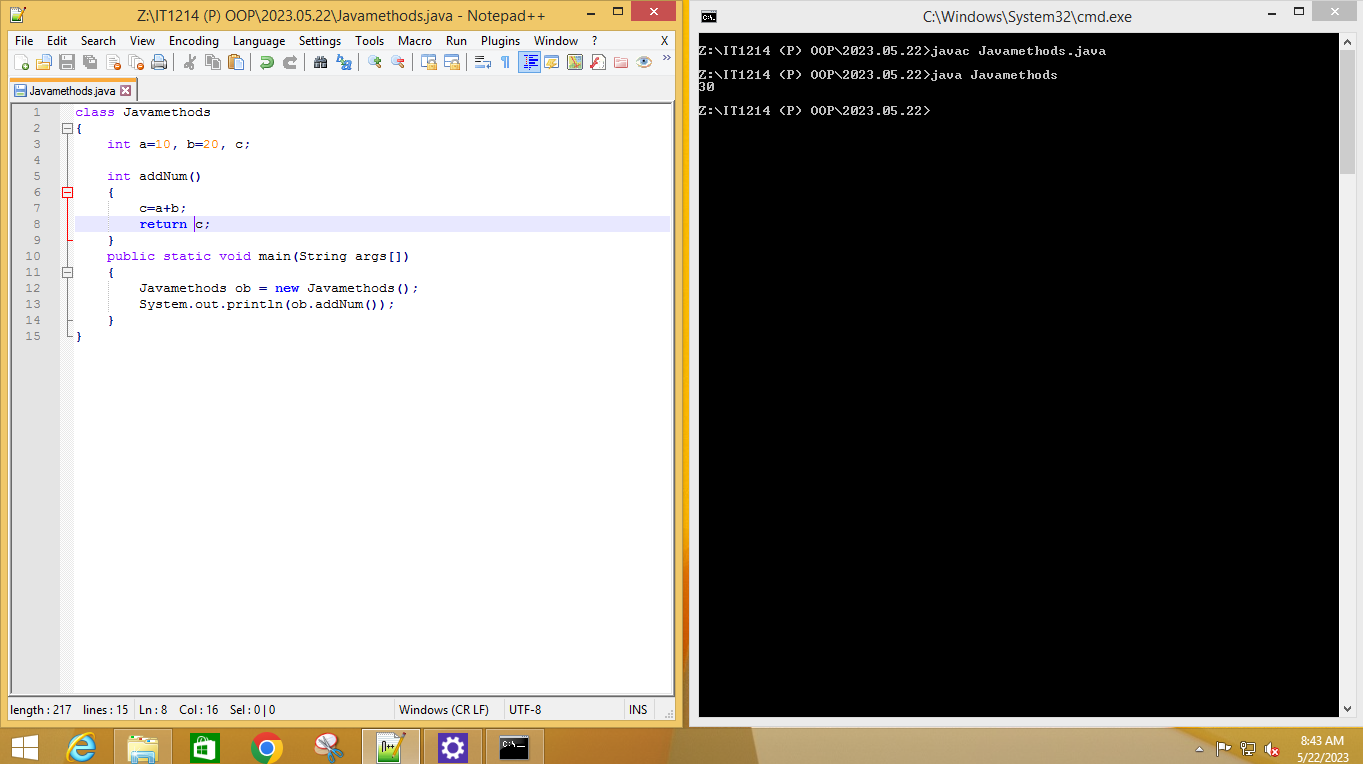 Z:\IT1214 (P) OOP\2023.05.22\Javamethods.java - Notepad++
File Edit Search View Encoding Language Settings Tools Macro Run Plugins Window ? X
Javamethods.java
1 class Javamethods
2 {
3 int a=10, b=20, c;
4
5 int addNum()
6 {
7 c=a+b;
8 return c;
9 }
10 public static void main(String args[])
11 {
12 Javamethods ob = new Javamethods();
13 System.out.println(ob.addNum());
14 }
15 }
length : 217 lines : 15 Ln : 8 Col : 16 Sel : 0 | 0 Windows (CR LF) UTF-8 INS
C:\Windows\System32\cmd.exe
Z:\IT1214 (P) OOP\2023.05.22>javac Javamethods.java
Z:\IT1214 (P) OOP\2023.05.22>java Javamethods
30
Z:\IT1214 (P) OOP\2023.05.22>
8:43 AM
5/22/2023